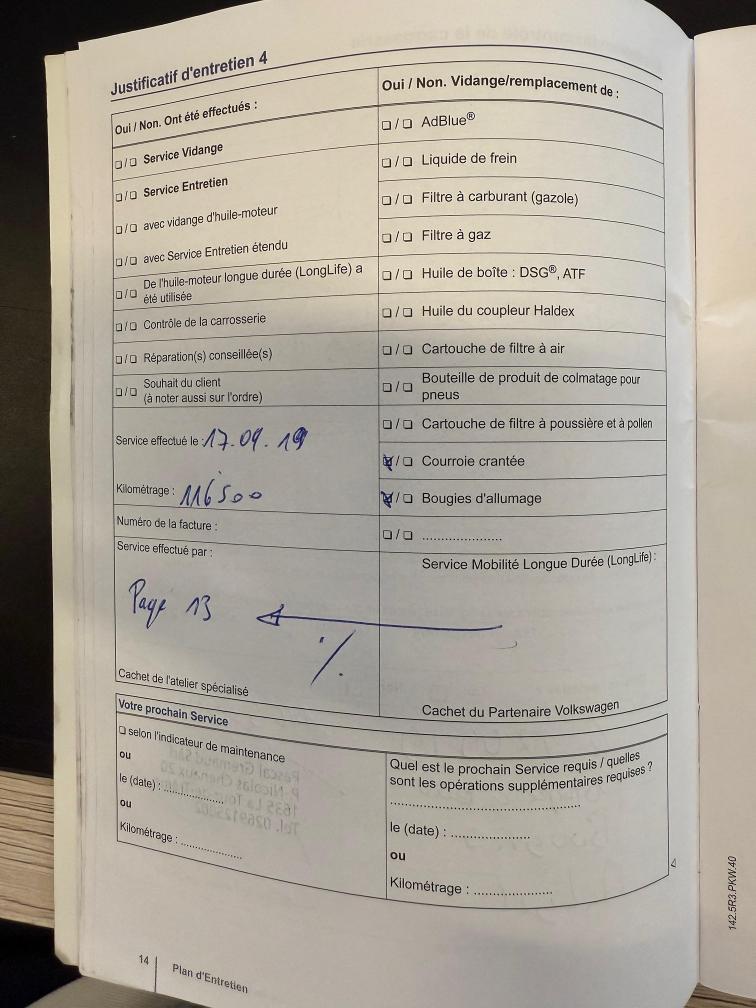 Justificatif d'entretien 4
Oui / Non. Ont été effectués :
❑ / ❑ Service Vidange
❑ / ❑ Service Entretien
❑ / ❑ avec vidange d'huile-moteur
❑ / ❑ avec Service Entretien étendu
❑ / ❑ De l'huile-moteur longue durée (LongLife) a
été utilisée
❑ / ❑ Contrôle de la carrosserie
❑ / ❑ Réparation(s) conseillée(s)
❑ / ❑ Souhait du client
(à noter aussi sur l'ordre)
Service effectué le : 17.09.19
Kilométrage : 116500
Numéro de la facture :
Service effectué par :
Page 13
Cachet de l'atelier spécialisé
Oui / Non. Vidange/remplacement de :
❑ / ❑ AdBlue®
❑ / ❑ Liquide de frein
❑ / ❑ Filtre à carburant (gazole)
❑ / ❑ Filtre à gaz
❑ / ❑ Huile de boîte : DSG®, ATF
❑ / ❑ Huile du coupleur Haldex
❑ / ❑ Cartouche de filtre à air
❑ / ❑ Bouteille de produit de colmatage pour
pneus
❑ / ❑ Cartouche de filtre à poussière et à pollen
☒ / ❑ Courroie crantée
☒ / ❑ Bougies d'allumage
❑ / ❑ ......................
Service Mobilité Longue Durée (LongLife) :
Cachet du Partenaire Volkswagen
Votre prochain Service
❑ selon l'indicateur de maintenance
ou
le (date) : ..................
ou
Kilométrage : ..................
Quel est le prochain Service requis / quelles
sont les opérations supplémentaires requises ?
..................................................
le (date) : ......................
ou
Kilométrage : ......................
14
Plan d'Entretien
142.5R3.PKW.40